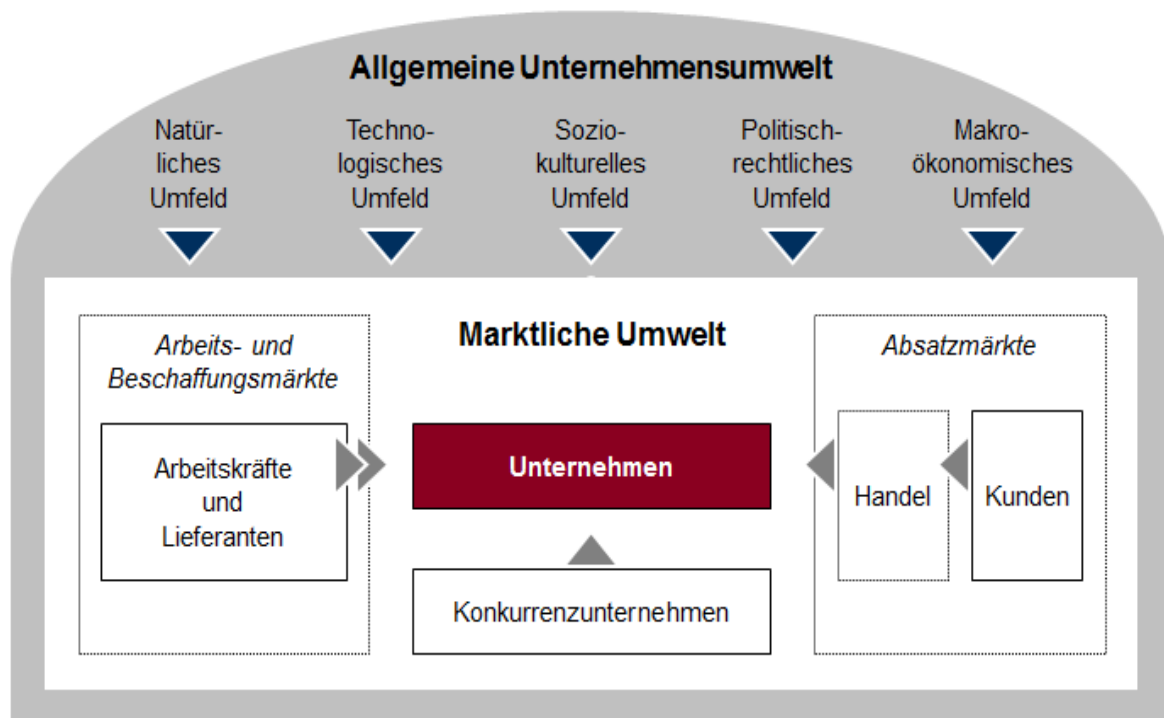 Allgemeine Unternehmensumwelt
Natür-
liches
Umfeld
Techno-
logisches
Umfeld
Sozio-
kulturelles
Umfeld
Politisch-
rechtliches
Umfeld
Makro-
ökonomisches
Umfeld
Marktliche Umwelt
Arbeits- und
Beschaffungsmärkte
Arbeitskräfte
und
Lieferanten
Unternehmen
Konkurrenzunternehmen
Absatzmärkte
Handel
Kunden